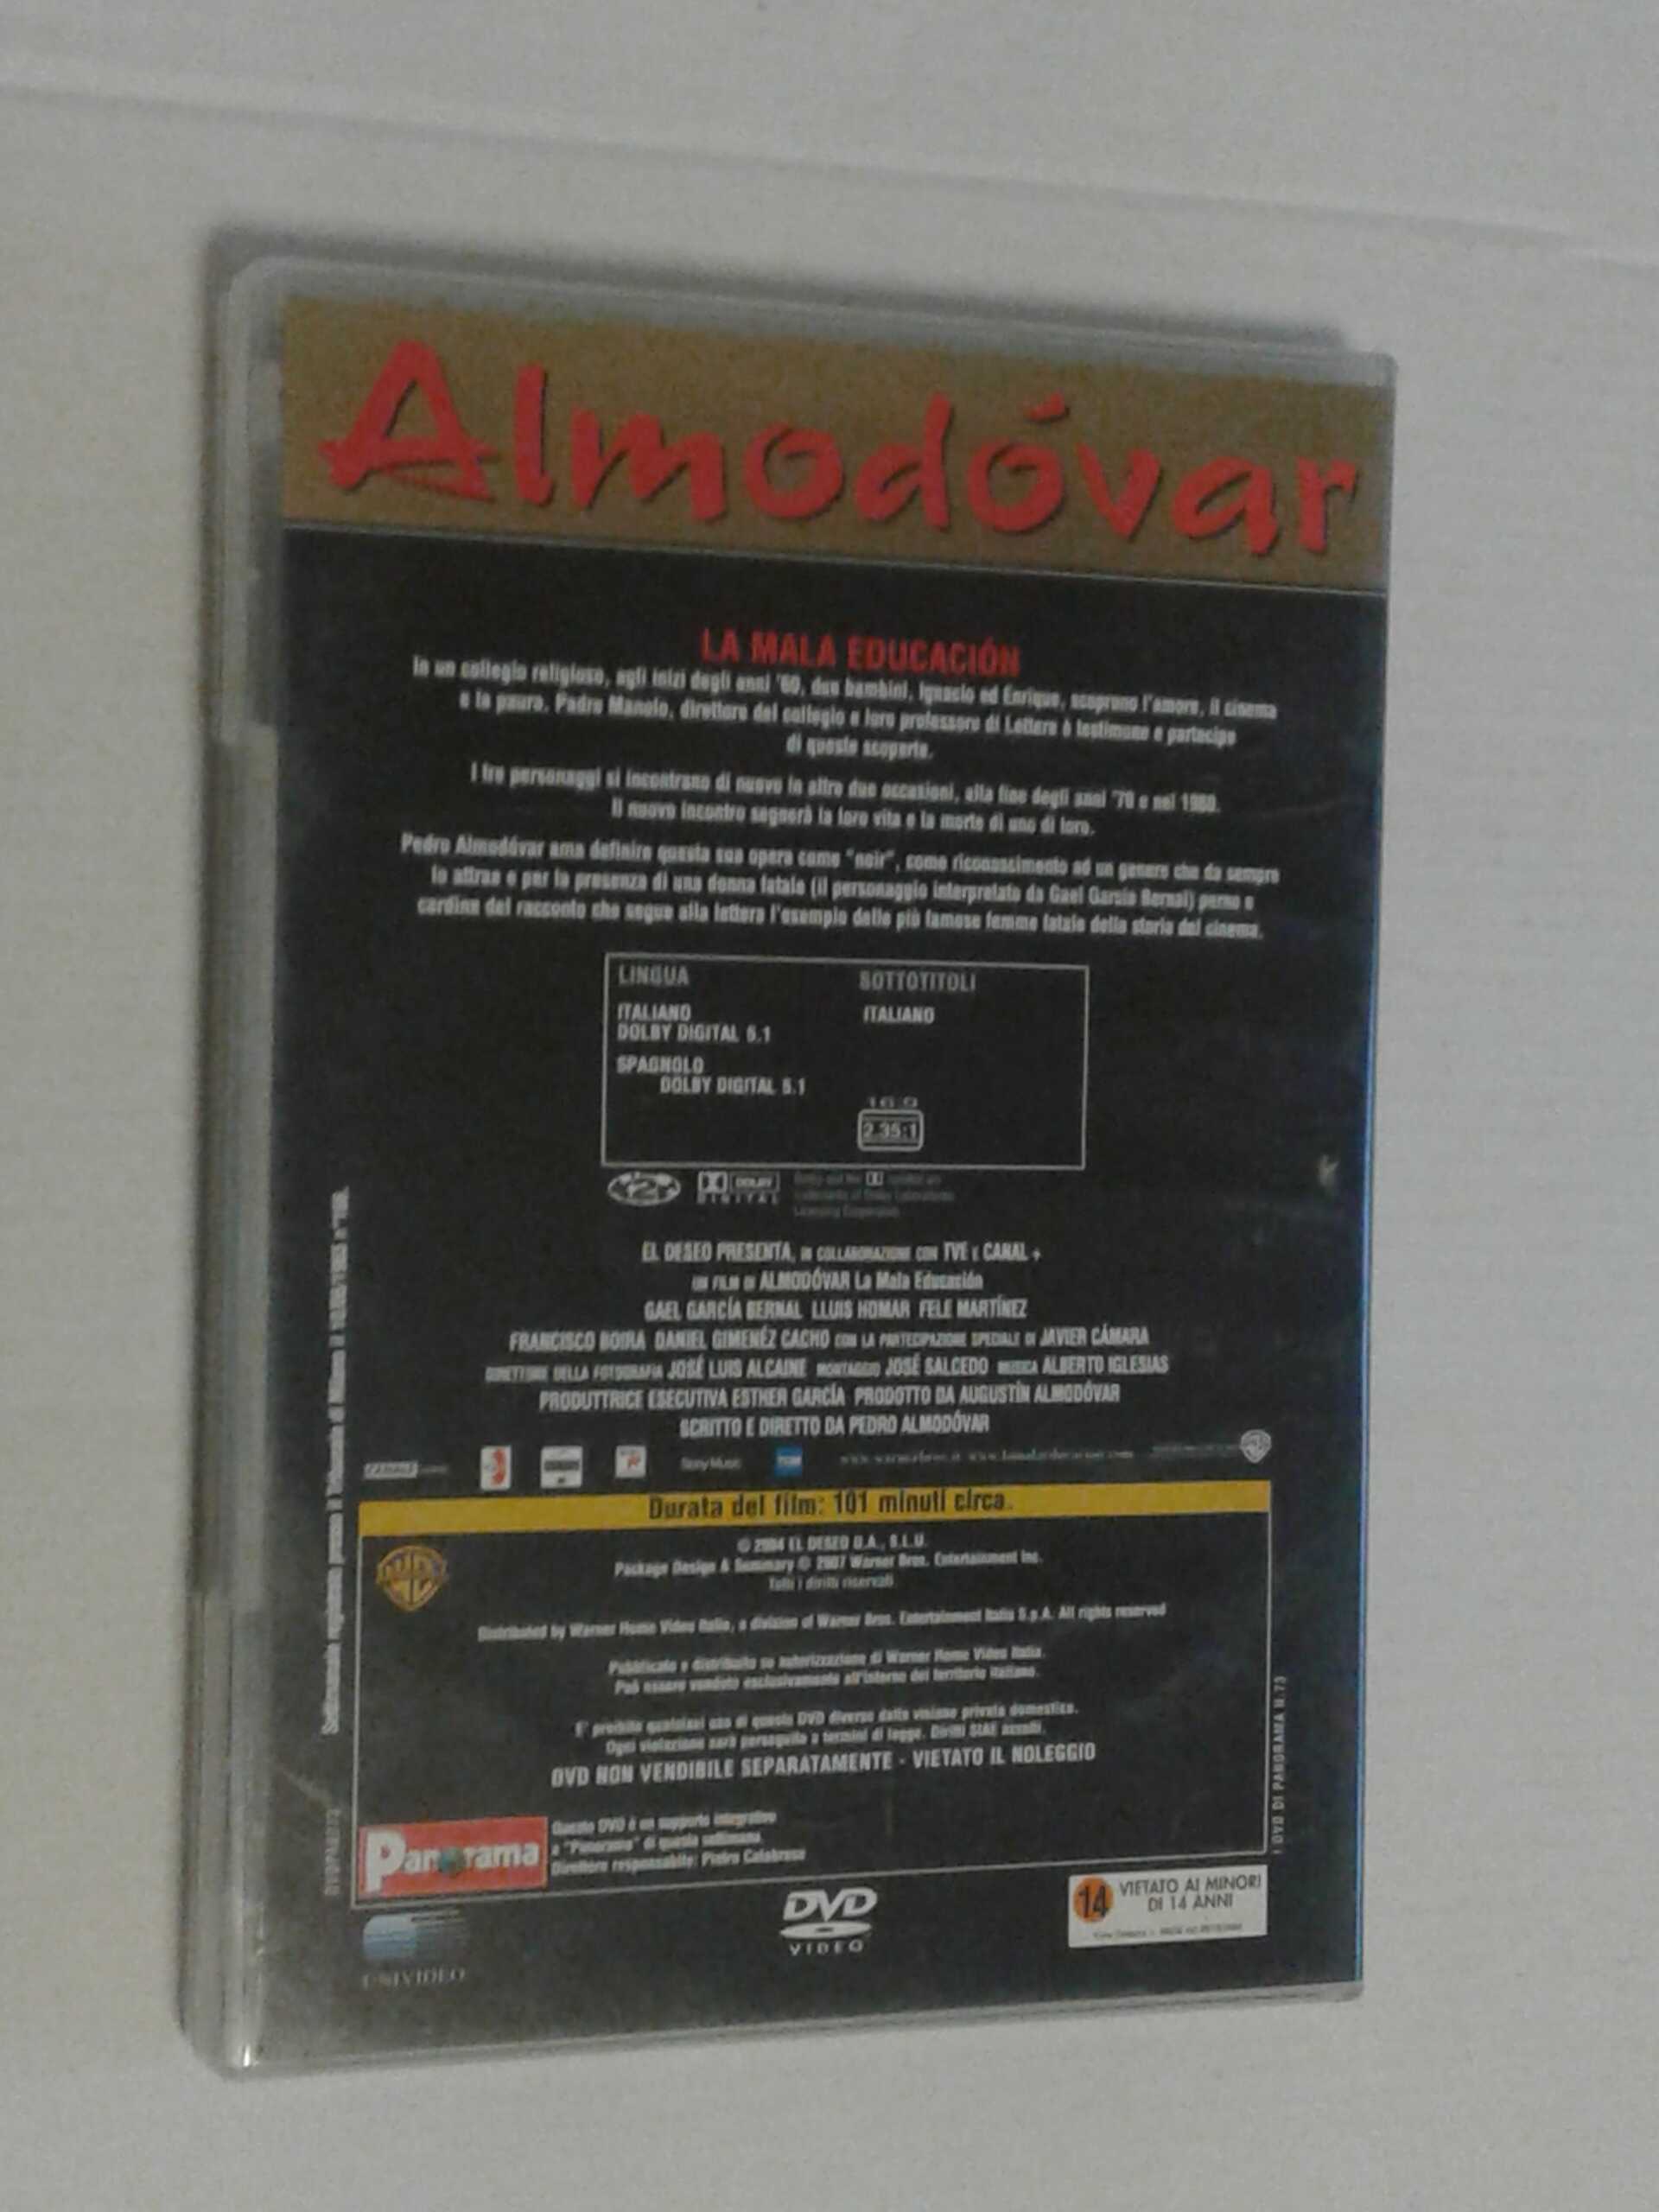 Almodóvar
LA MALA EDUCACIÓN
In un collegio religioso, agli inizi degli anni '60, due bambini, Ignacio ed Enrique, scoprono l'amore, il cinema
e la paura. Padre Manolo, direttore del collegio e loro professore di Lettere è testimone e partecipe
di queste scoperte.
I tre personaggi si incontrano di nuovo in altre due occasioni, alla fine degli anni '70 e nel 1980.
Il nuovo incontro segnerà la loro vita e la morte di uno di loro.
Pedro Almodóvar ama definire questa sua opera come "noir", come riconoscimento ad un genere che da sempre
lo attrae e per la presenza di una donna fatale (il personaggio interpretato da Gael García Bernal) perno e
cardine del racconto che segue alla lettera l'esempio delle più famose femme fatale della storia del cinema.
LINGUA SOTTOTITOLI
ITALIANO ITALIANO
DOLBY DIGITAL 5.1
SPAGNOLO
DOLBY DIGITAL 5.1
16:9
2.35:1
2 DOLBY
DIGITAL
EL DESEO PRESENTA, IN COLLABORAZIONE CON TVE E CANAL +
UN FILM DI ALMODÓVAR La Mala Educación
GAEL GARCÍA BERNAL LLUIS HOMAR FELE MARTÍNEZ
FRANCISCO BOIRA DANIEL GIMENÉZ CACHO CON LA PARTECIPAZIONE SPECIALE DI JAVIER CÁMARA
DIRETTORE DELLA FOTOGRAFIA JOSÉ LUIS ALCAINE MONTAGGIO JOSÉ SALCEDO MUSICA ALBERTO IGLESIAS
PRODUTTRICE ESECUTIVA ESTHER GARCÍA PRODOTTO DA AUGUSTÍN ALMODÓVAR
SCRITTO E DIRETTO DA PEDRO ALMODÓVAR
Sony Music
Durata del film: 101 minuti circa.
© 2004 EL DESEO D.A., S.L.U.
Package Design & Summary © 2007 Warner Bros. Entertainment Inc.
Tutti i diritti riservati
Distributed by Warner Home Video Italia, a division of Warner Bros. Entertainment Italia S.p.A. All rights reserved
Pubblicato e distribuito su autorizzazione di Warner Home Video Italia.
Può essere venduto esclusivamente all'interno del territorio italiano.
E' proibito qualsiasi uso di questo DVD diverso dalla visione privata domestica.
Ogni violazione sarà perseguita a termini di legge. Diritti SIAE assolti.
DVD NON VENDIBILE SEPARATAMENTE - VIETATO IL NOLEGGIO
Panorama
Questo DVD è un supporto integrativo
a "Panorama" di questa settimana
Direttore responsabile: Pietro Calabrese
I DVD DI PANORAMA N.73
UNIVIDEO
DVD
VIDEO
14 VIETATO AI MINORI
DI 14 ANNI